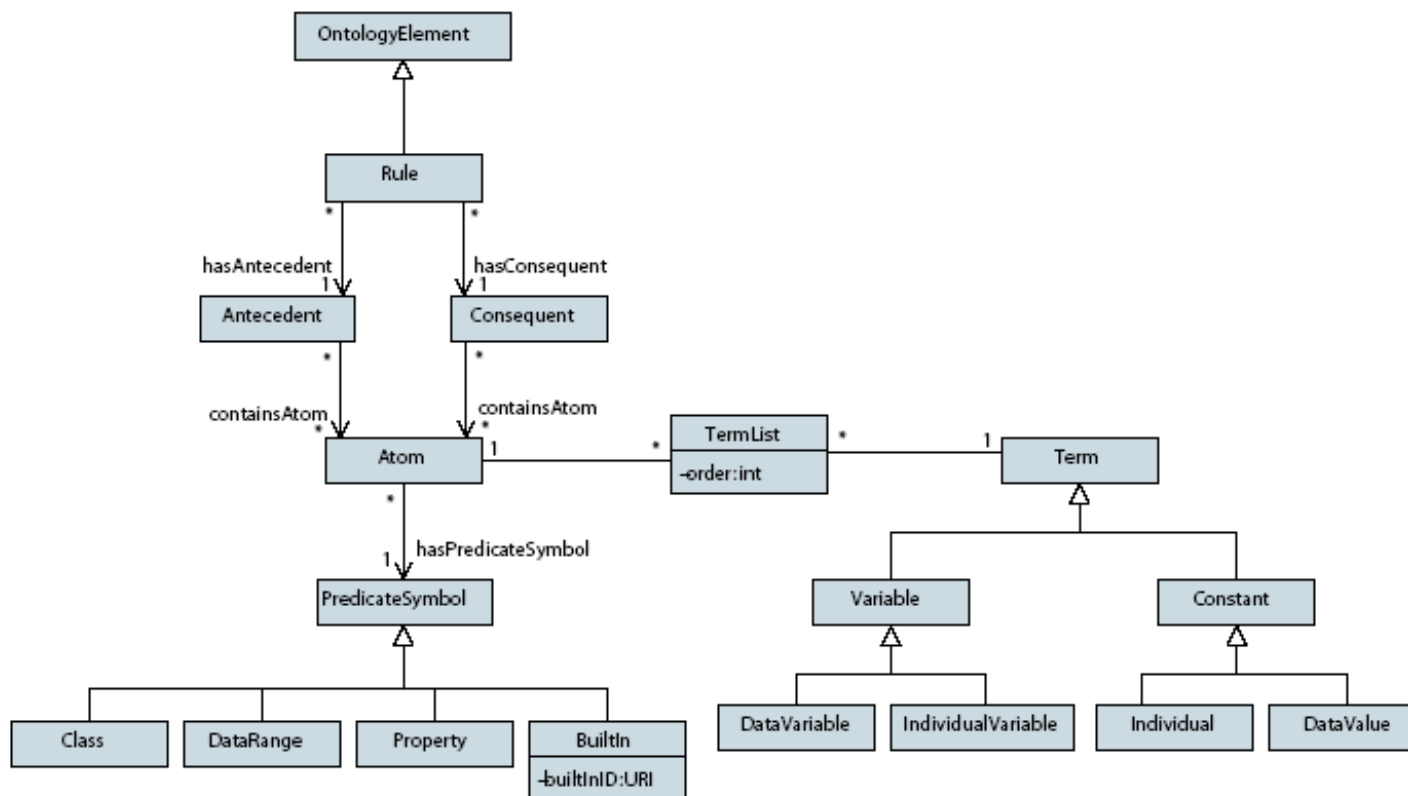 OntologyElement
Rule
* *
hasAntecedent hasConsequent
1 1
Antecedent Consequent
* *
containsAtom containsAtom
* *
Atom 1 * TermList * 1 Term
-order:int
*
hasPredicateSymbol
1
PredicateSymbol Variable Constant
Class DataRange Property BuiltIn DataVariable IndividualVariable Individual DataValue
-builtInID:URI